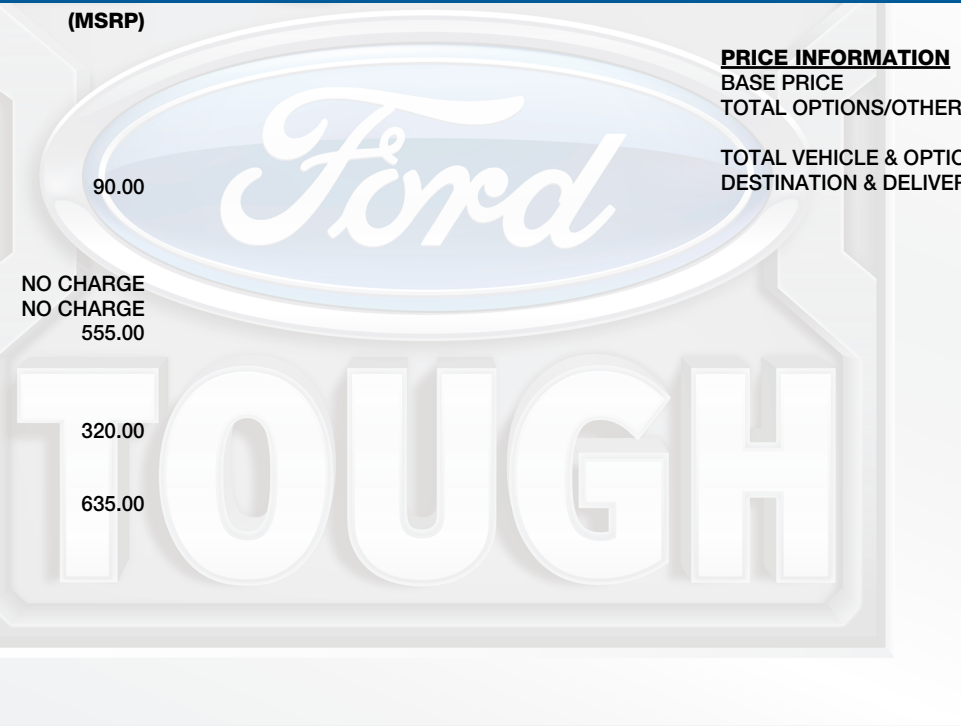 (MSRP)
90.00
NO CHARGE
NO CHARGE
555.00
320.00
635.00
PRICE INFORMATION
BASE PRICE
TOTAL OPTIONS/OTHER
TOTAL VEHICLE & OPTIO
DESTINATION & DELIVER
Ford
TOUGH